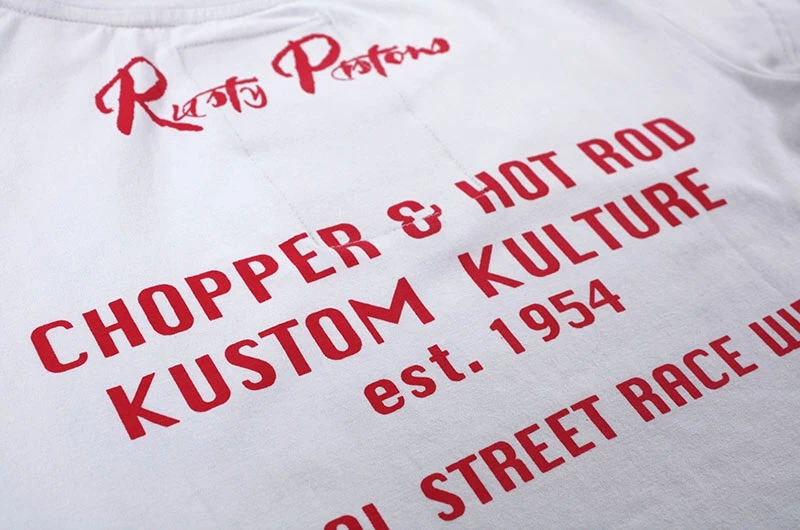 Rusty Pistons
CHOPPER & HOT ROD
KUSTOM KULTURE
est. 1954
STREET RACE